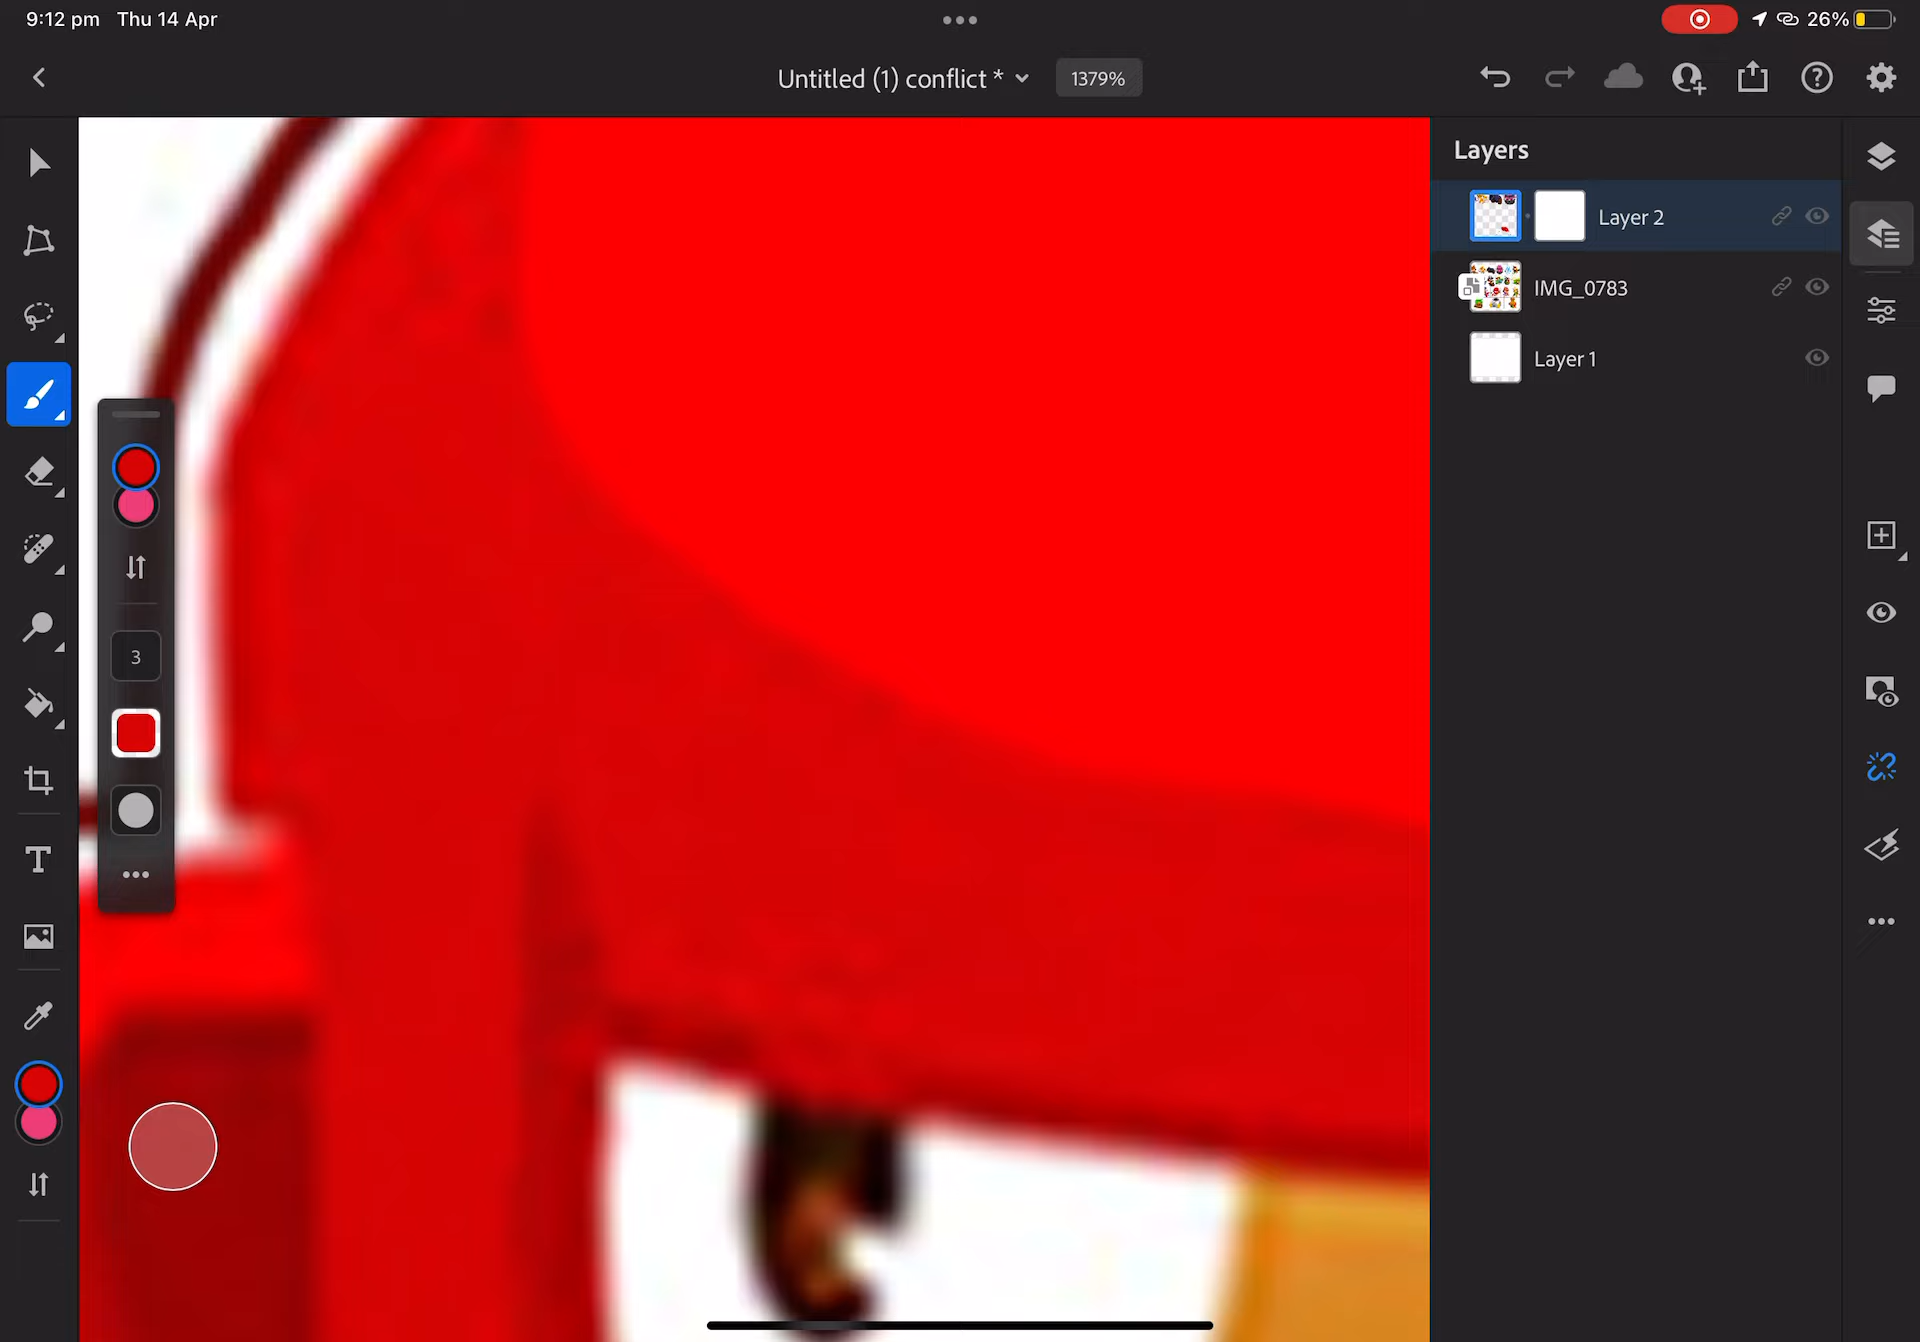 9:12 pm Thu 14 Apr
26%
Untitled (1) conflict *
1379%
Layers
Layer 2
IMG_0783
Layer 1
3
T